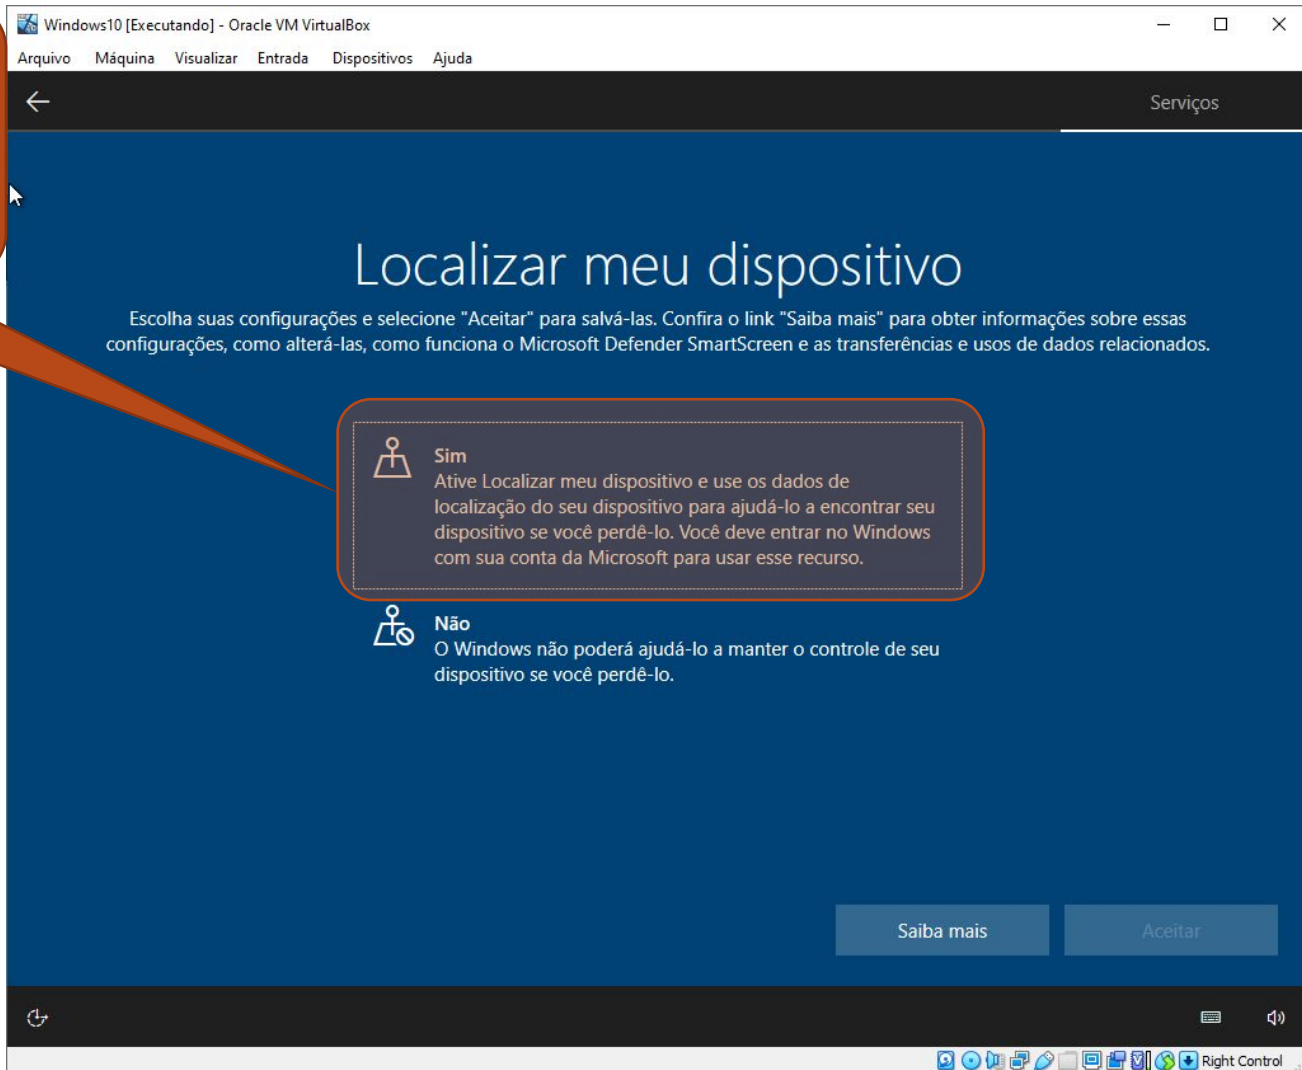 Windows10 [Executando] - Oracle VM VirtualBox
Arquivo Máquina Visualizar Entrada Dispositivos Ajuda
Serviços
Localizar meu dispositivo
Escolha suas configurações e selecione "Aceitar" para salvá-las. Confira o link "Saiba mais" para obter informações sobre essas
configurações, como alterá-las, como funciona o Microsoft Defender SmartScreen e as transferências e usos de dados relacionados.
Sim
Ative Localizar meu dispositivo e use os dados de
localização do seu dispositivo para ajudá-lo a encontrar seu
dispositivo se você perdê-lo. Você deve entrar no Windows
com sua conta da Microsoft para usar esse recurso.
Não
O Windows não poderá ajudá-lo a manter o controle de seu
dispositivo se você perdê-lo.
Saiba mais Aceitar
Right Control